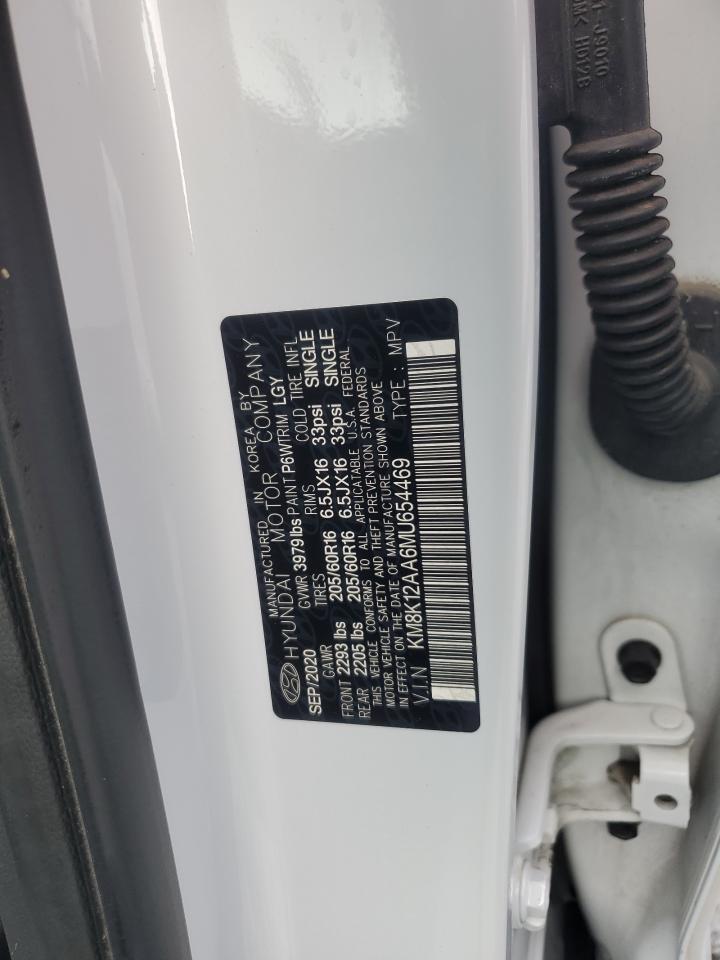 MANUFACTURED IN KOREA BY
HYUNDAI MOTOR COMPANY
SEP/2020 GVWR 3979lbs PAINT P6W TRIM LGY
GAWR TIRES RIMS COLD TIRE INFL
FRONT 2293 lbs 205/60R16 6.5JX16 33psi SINGLE
REAR 2205 lbs 205/60R16 6.5JX16 33psi SINGLE
THIS VEHICLE CONFORMS TO ALL APPLICABLE U.S.A. FEDERAL
MOTOR VEHICLE SAFETY AND THEFT PREVENTION STANDARDS
IN EFFECT ON THE DATE OF MANUFACTURE SHOWN ABOVE
V.I.N KM8K12AA6MU654469 TYPE : MPV
1-J9010
H012B